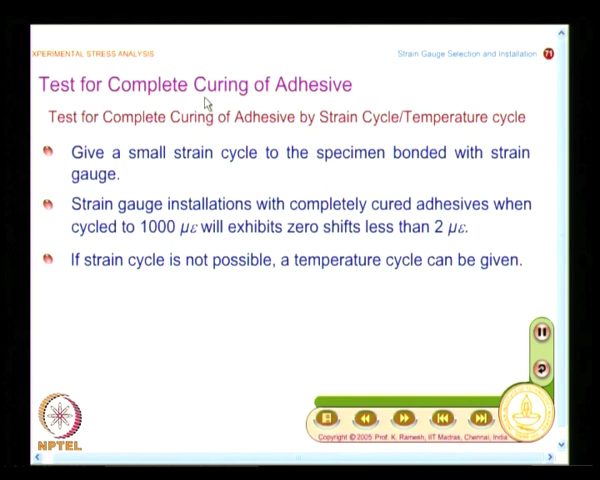 XPERIMENTAL STRESS ANALYSIS
Strain Gauge Selection and Installation 71
Test for Complete Curing of Adhesive
Test for Complete Curing of Adhesive by Strain Cycle/Temperature cycle
Give a small strain cycle to the specimen bonded with strain
gauge.
Strain gauge installations with completely cured adhesives when
cycled to 1000 με will exhibits zero shifts less than 2 με.
If strain cycle is not possible, a temperature cycle can be given.
NPTEL
Copyright © 2005 Prof. K. Ramesh, IIT Madras, Chennai, India